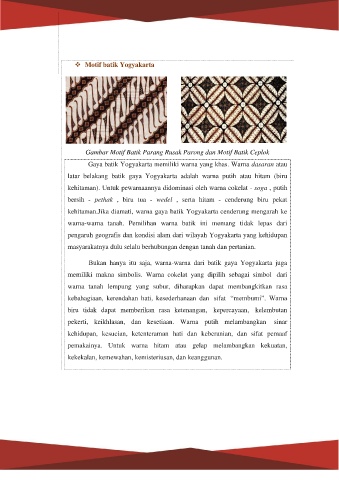 ❖ Motif batik Yogyakarta
Gambar Motif Batik Parang Rusak Parong dan Motif Batik Ceplok
Gaya batik Yogyakarta memiliki warna yang khas. Warna dasaran atau
latar belakang batik gaya Yogyakarta adalah warna putih atau hitam (biru
kehitaman). Untuk pewarnaannya didominasi oleh warna cokelat - soga , putih
bersih - pethak , biru tua - wedel , serta hitam - cenderung biru pekat
kehitaman.Jika diamati, warna gaya batik Yogyakarta cenderung mengarah ke
warna-warna tanah. Pemilihan warna batik ini memang tidak lepas dari
pengaruh geografis dan kondisi alam dari wilayah Yogyakarta yang kehidupan
masyarakatnya dulu selalu berhubungan dengan tanah dan pertanian.
Bukan hanya itu saja, warna-warna dari batik gaya Yogyakarta juga
memiliki makna simbolis. Warna cokelat yang dipilih sebagai simbol dari
warna tanah lempung yang subur, diharapkan dapat membangkitkan rasa
kebahagiaan, kerendahan hati, kesederhanaan dan sifat “membumi”. Warna
biru tidak dapat memberikan rasa ketenangan, kepercayaan, kelembutan
pekerti, keikhlasan, dan kesetiaan. Warna putih melambangkan sinar
kehidupan, kesucian, ketenteraman hati dan keberanian, dan sifat pemaaf
pemakainya. Untuk warna hitam atau gelap melambangkan kekuatan,
kekekalan, kemewahan, kemisteriusan, dan keanggunan.